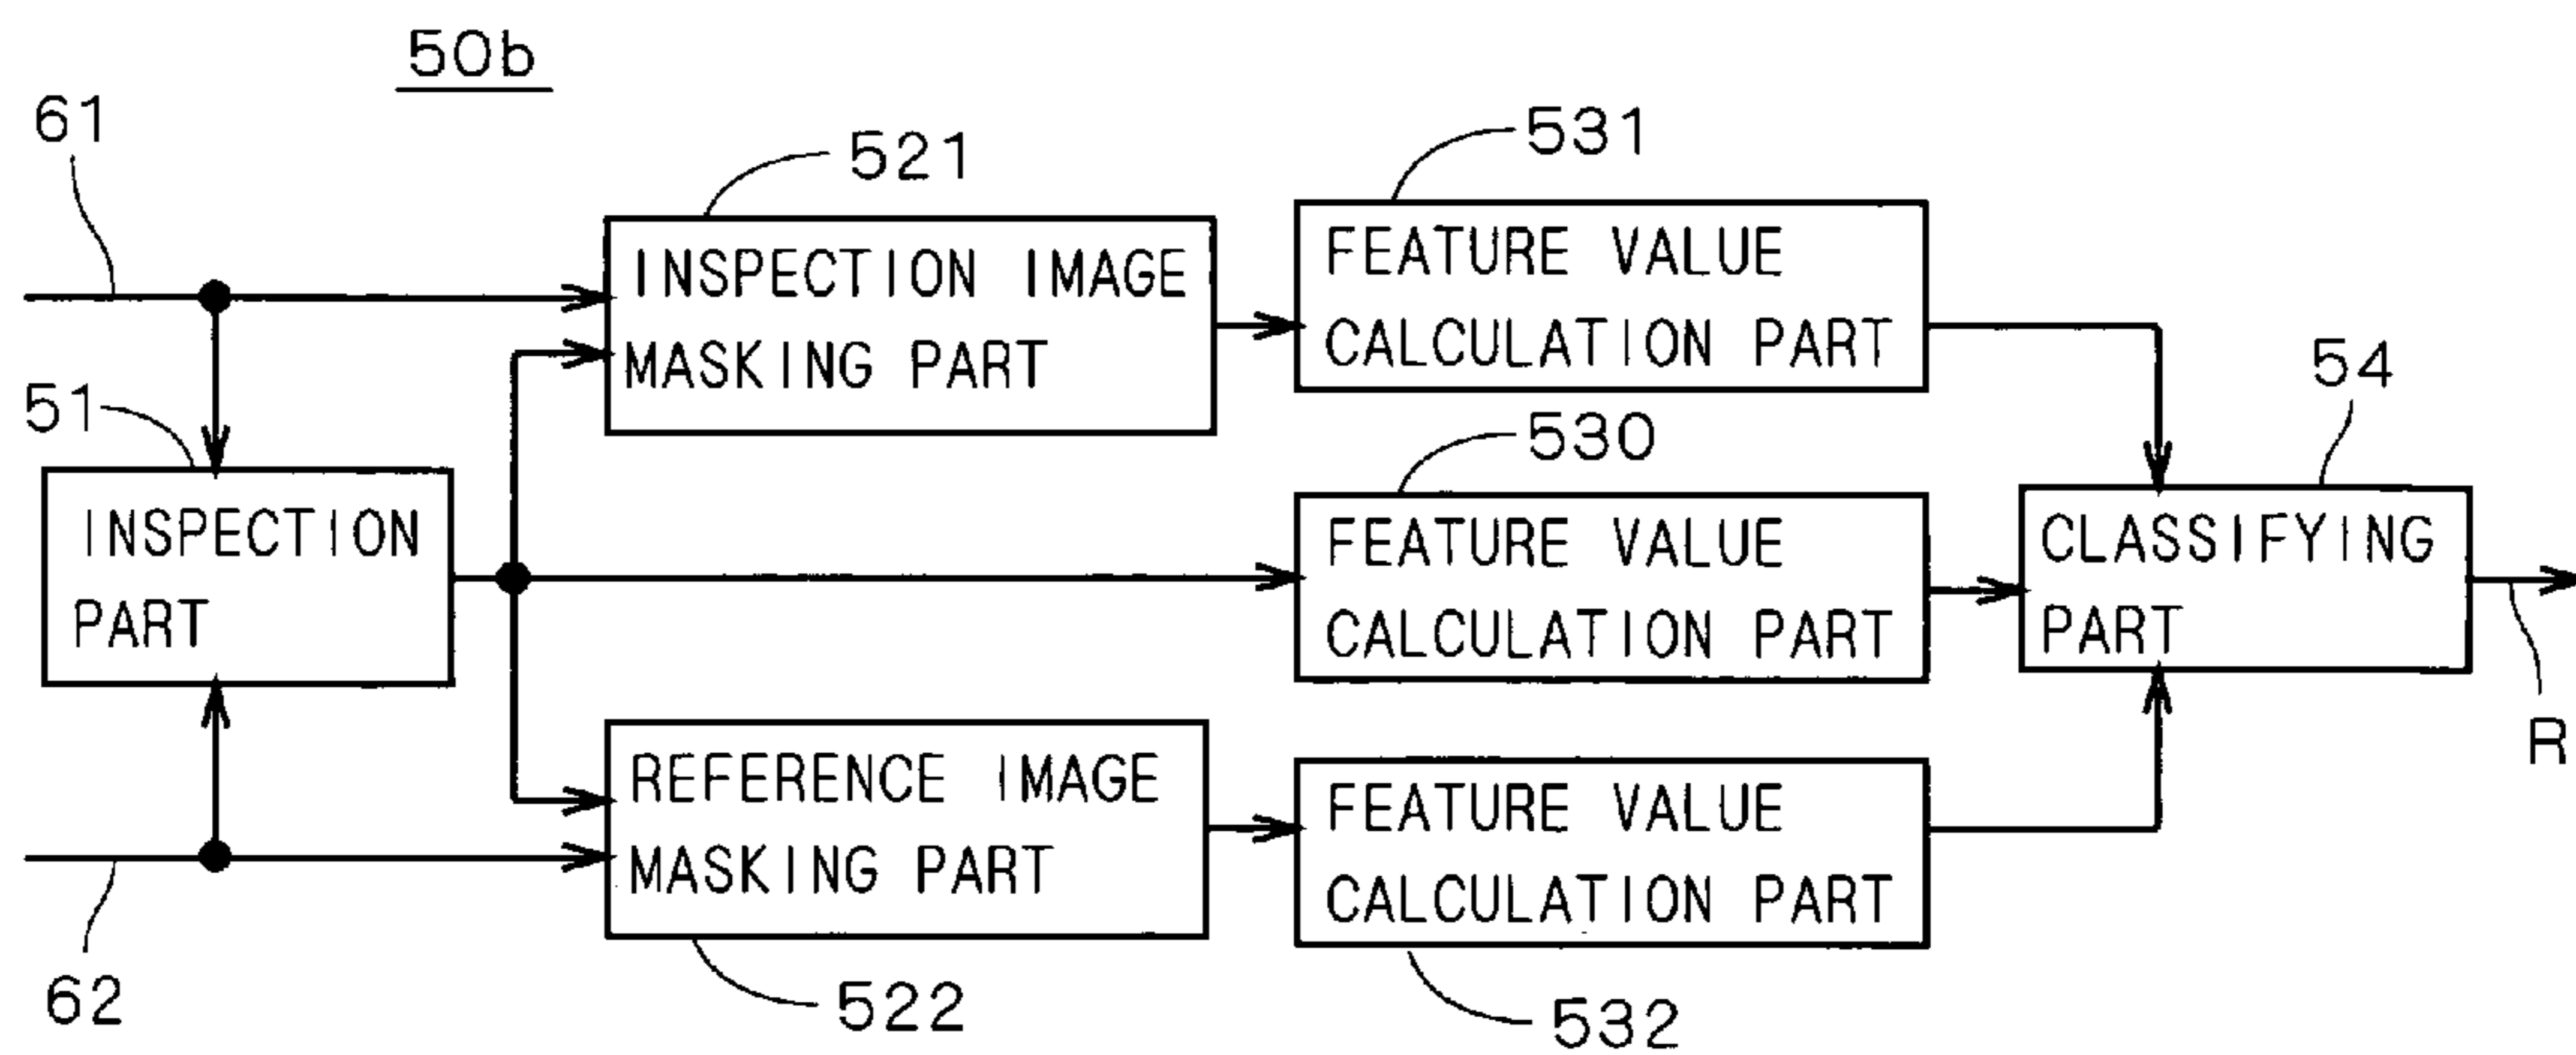 50b
61
521
531
INSPECTION IMAGE
MASKING PART
FEATURE VALUE
CALCULATION PART
51
530
54
INSPECTION
PART
FEATURE VALUE
CALCULATION PART
CLASSIFYING
PART
R
REFERENCE IMAGE
MASKING PART
FEATURE VALUE
CALCULATION PART
62
522
532